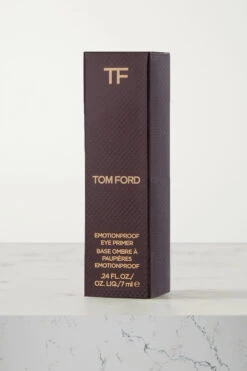 TF
TOM FORD
EMOTIONPROOF
EYE PRIMER
BASE OMBRE À
PAUPIÈRES
EMOTIONPROOF
.24 FL.OZ./
OZ. LIQ./7 ml ℮